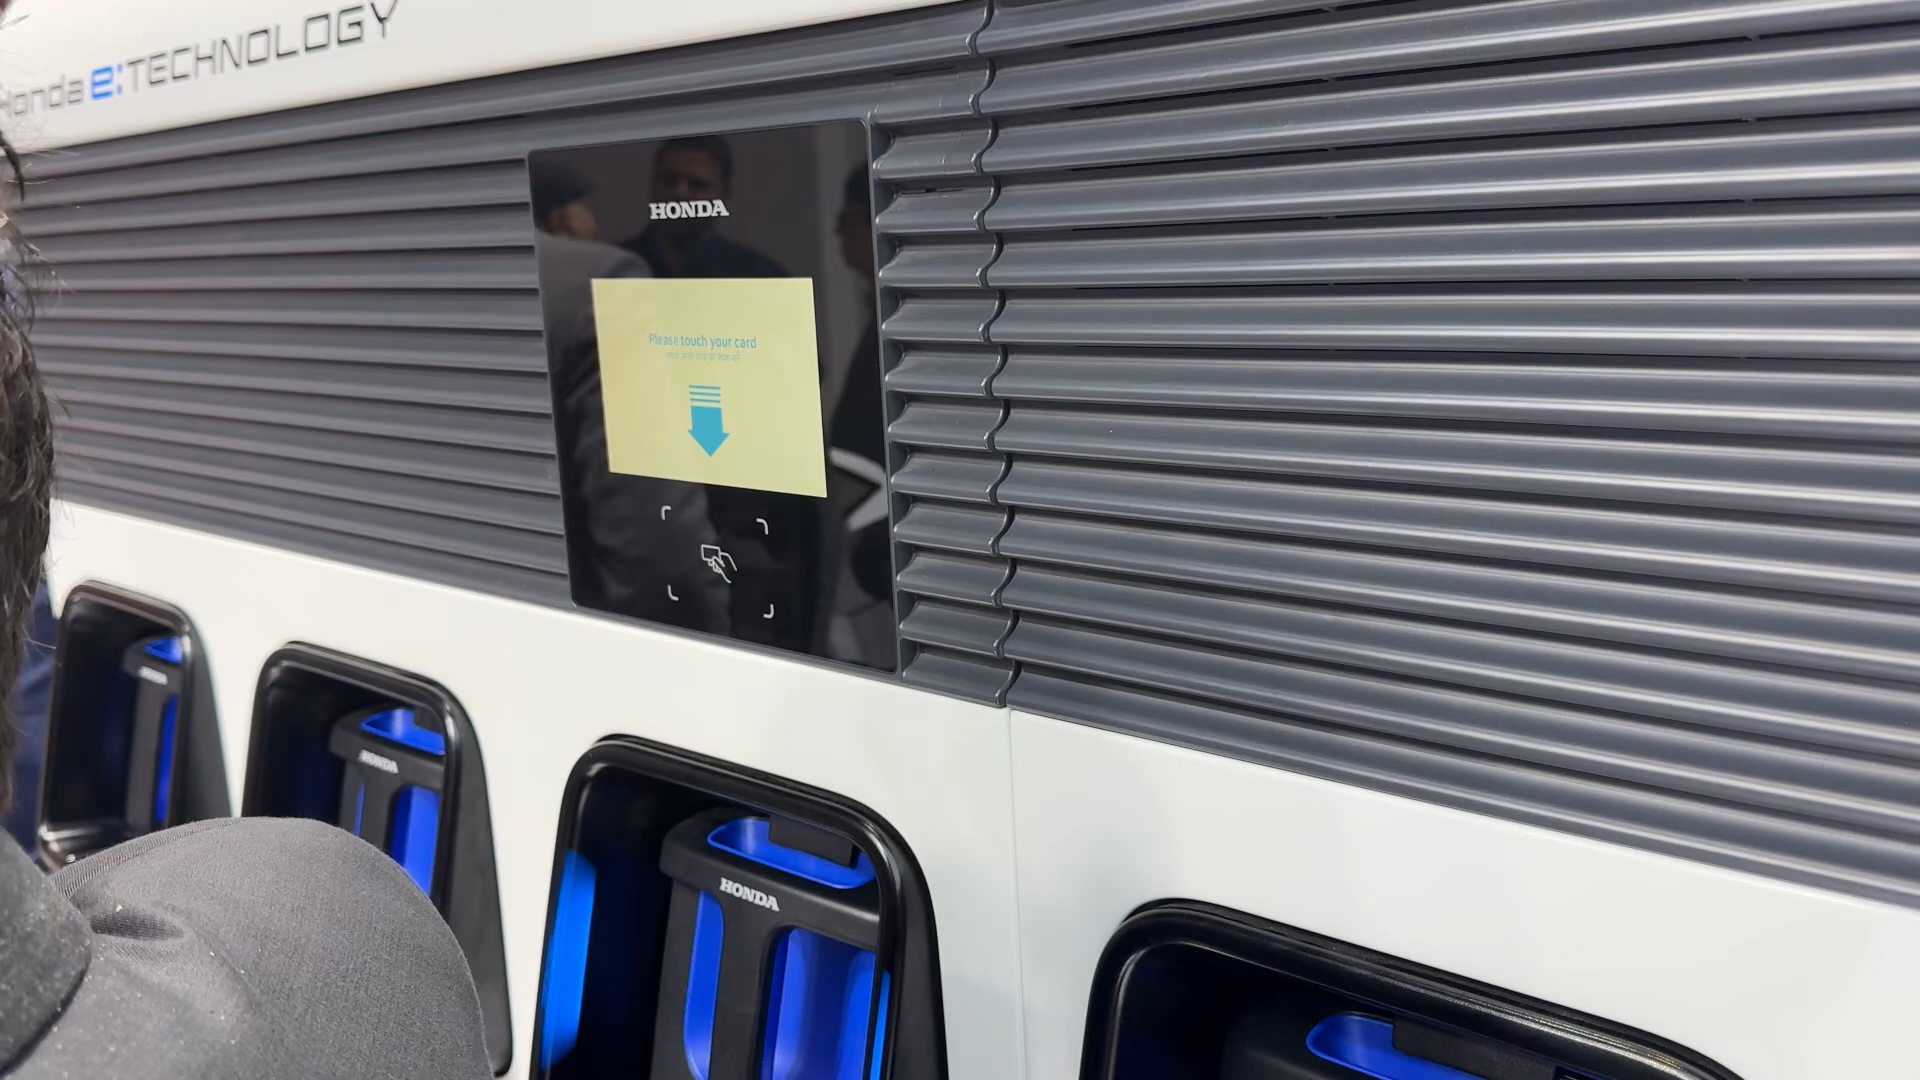 Honda e:TECHNOLOGY
HONDA
Please touch your card
HONDA
HONDA
HONDA